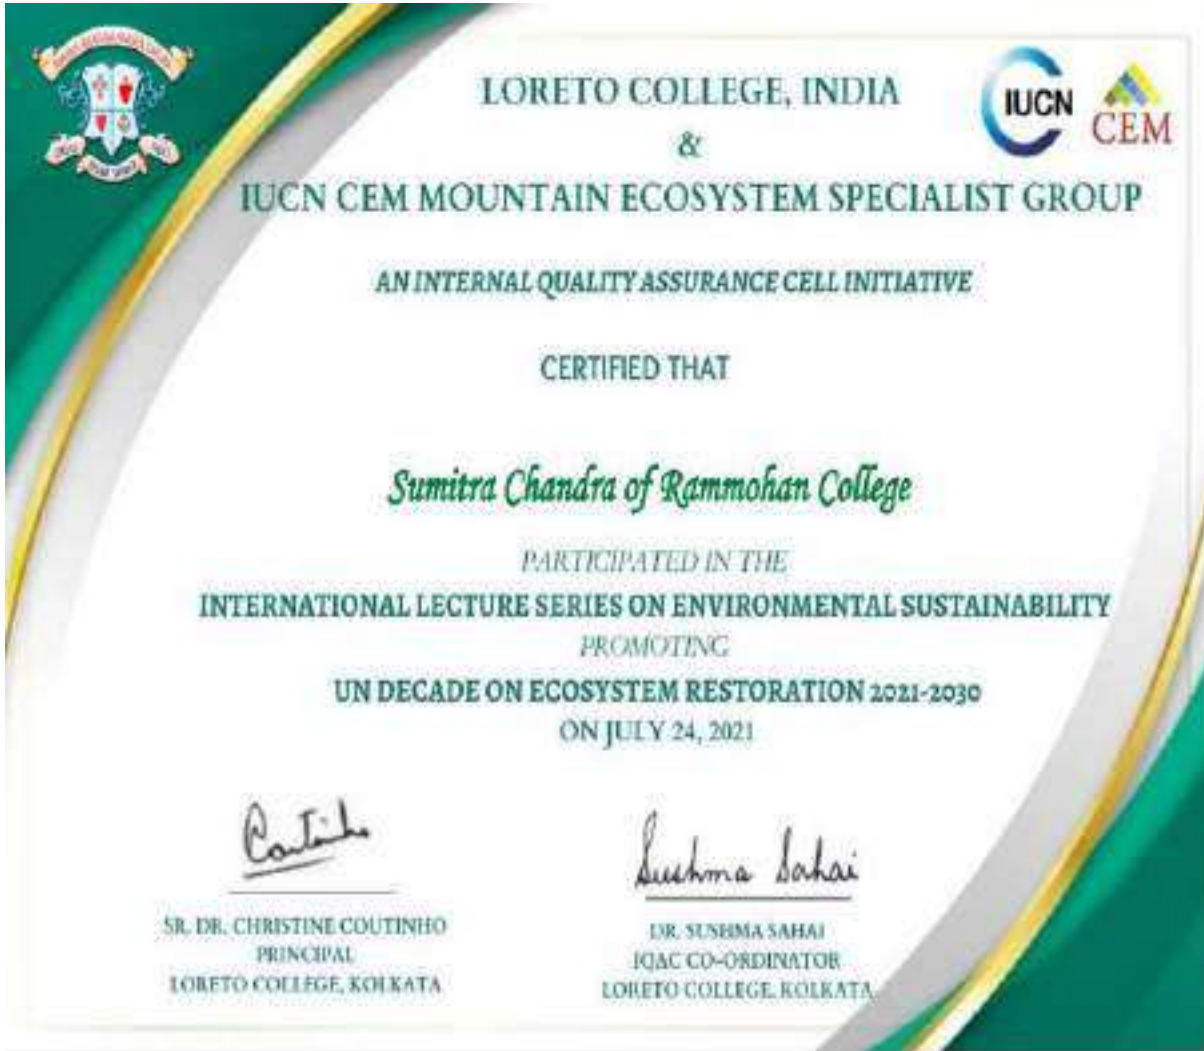 LORETO COLLEGE, INDIA
&
IUCN CEM MOUNTAIN ECOSYSTEM SPECIALIST GROUP
IUCN
CEM
AN INTERNAL QUALITY ASSURANCE CELL INITIATIVE
CERTIFIED THAT
Sumitra Chandra of Rammohan College
PARTICIPATED IN THE
INTERNATIONAL LECTURE SERIES ON ENVIRONMENTAL SUSTAINABILITY
PROMOTING
UN DECADE ON ECOSYSTEM RESTORATION 2021-2030
ON JULY 24, 2021
Coutinho
SR. DR. CHRISTINE COUTINHO
PRINCIPAL
LORETO COLLEGE, KOLKATA
Sushma Sahai
DR. SUSHMA SAHAI
IQAC CO-ORDINATOR
LORETO COLLEGE, KOLKATA